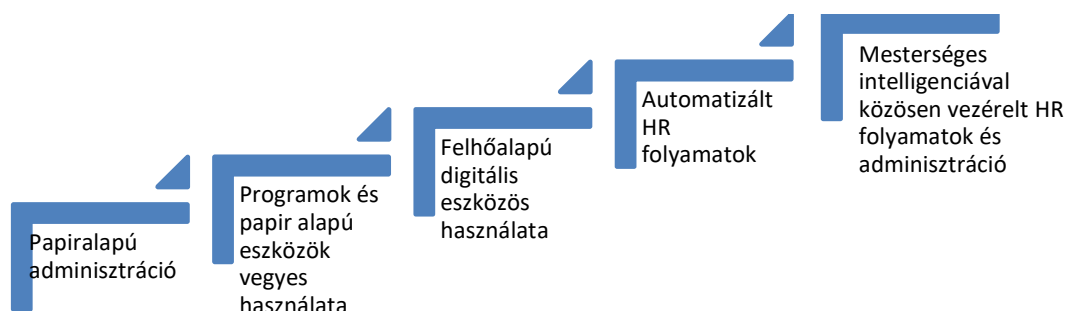 Papiralapú
adminisztráció
Programok és
papir alapú
eszközök
vegyes
használata
Felhőalapú
digitális
eszközös
használata
Automatizált
HR
folyamatok
Mesterséges
intelligenciával
közösen vezérelt HR
folyamatok és
adminisztráció